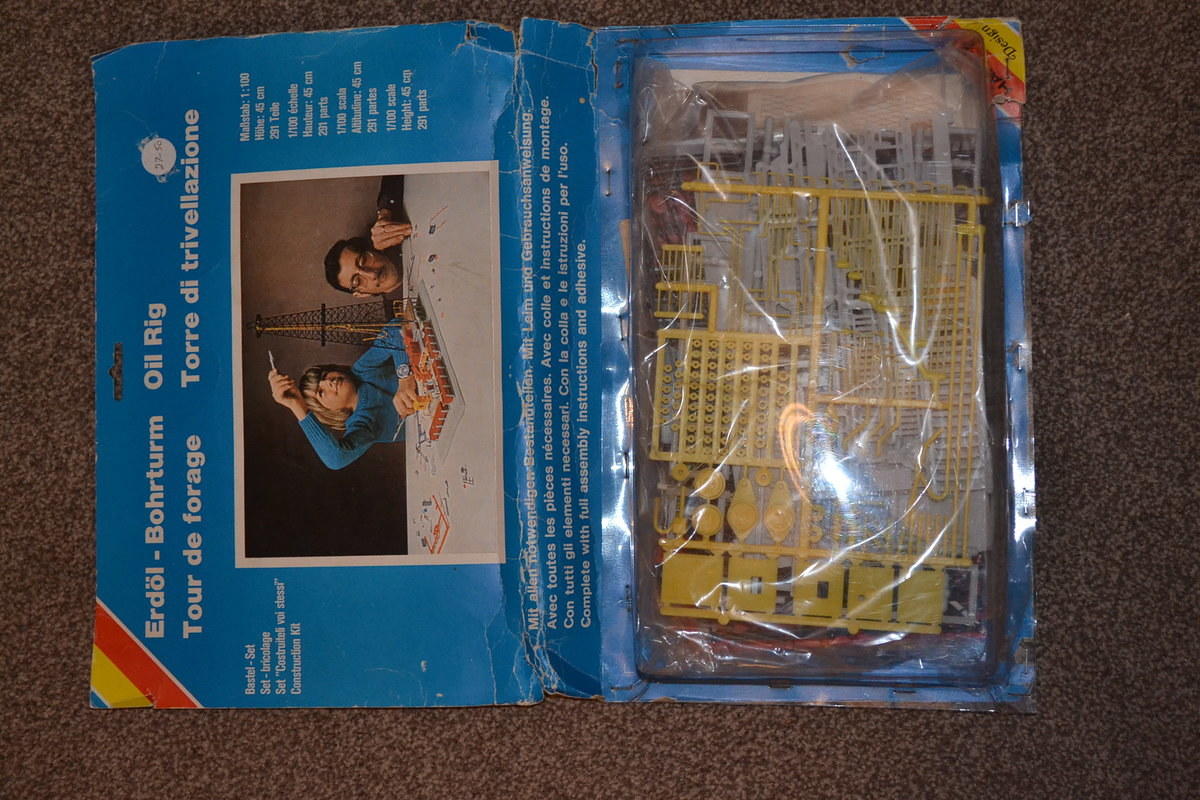 Erdöl - Bohrturm Oil Rig
Tour de forage Torre di trivellazione
Bastel - Set
Set - bricolage
Set "Costruiteli voi stessi"
Construction Kit
Maßstab: 1:100
Höhe: 45 cm
291 Teile
1/100 échelle
Hauteur: 45 cm
291 parts
1/100 scala
Altitudine: 45 cm
291 partes
1/100 scale
Height: 45 cm
291 parts
Mit allen notwendigen Bestandteilen. Mit Leim und Gebrauchsanweisung.
Avec toutes les pièces nécessaires. Avec colle et instructions de montage.
Con tutti gli elementi necessari. Con la colla e le istruzioni per l'uso.
Complete with full assembly instructions and adhesive.
Design